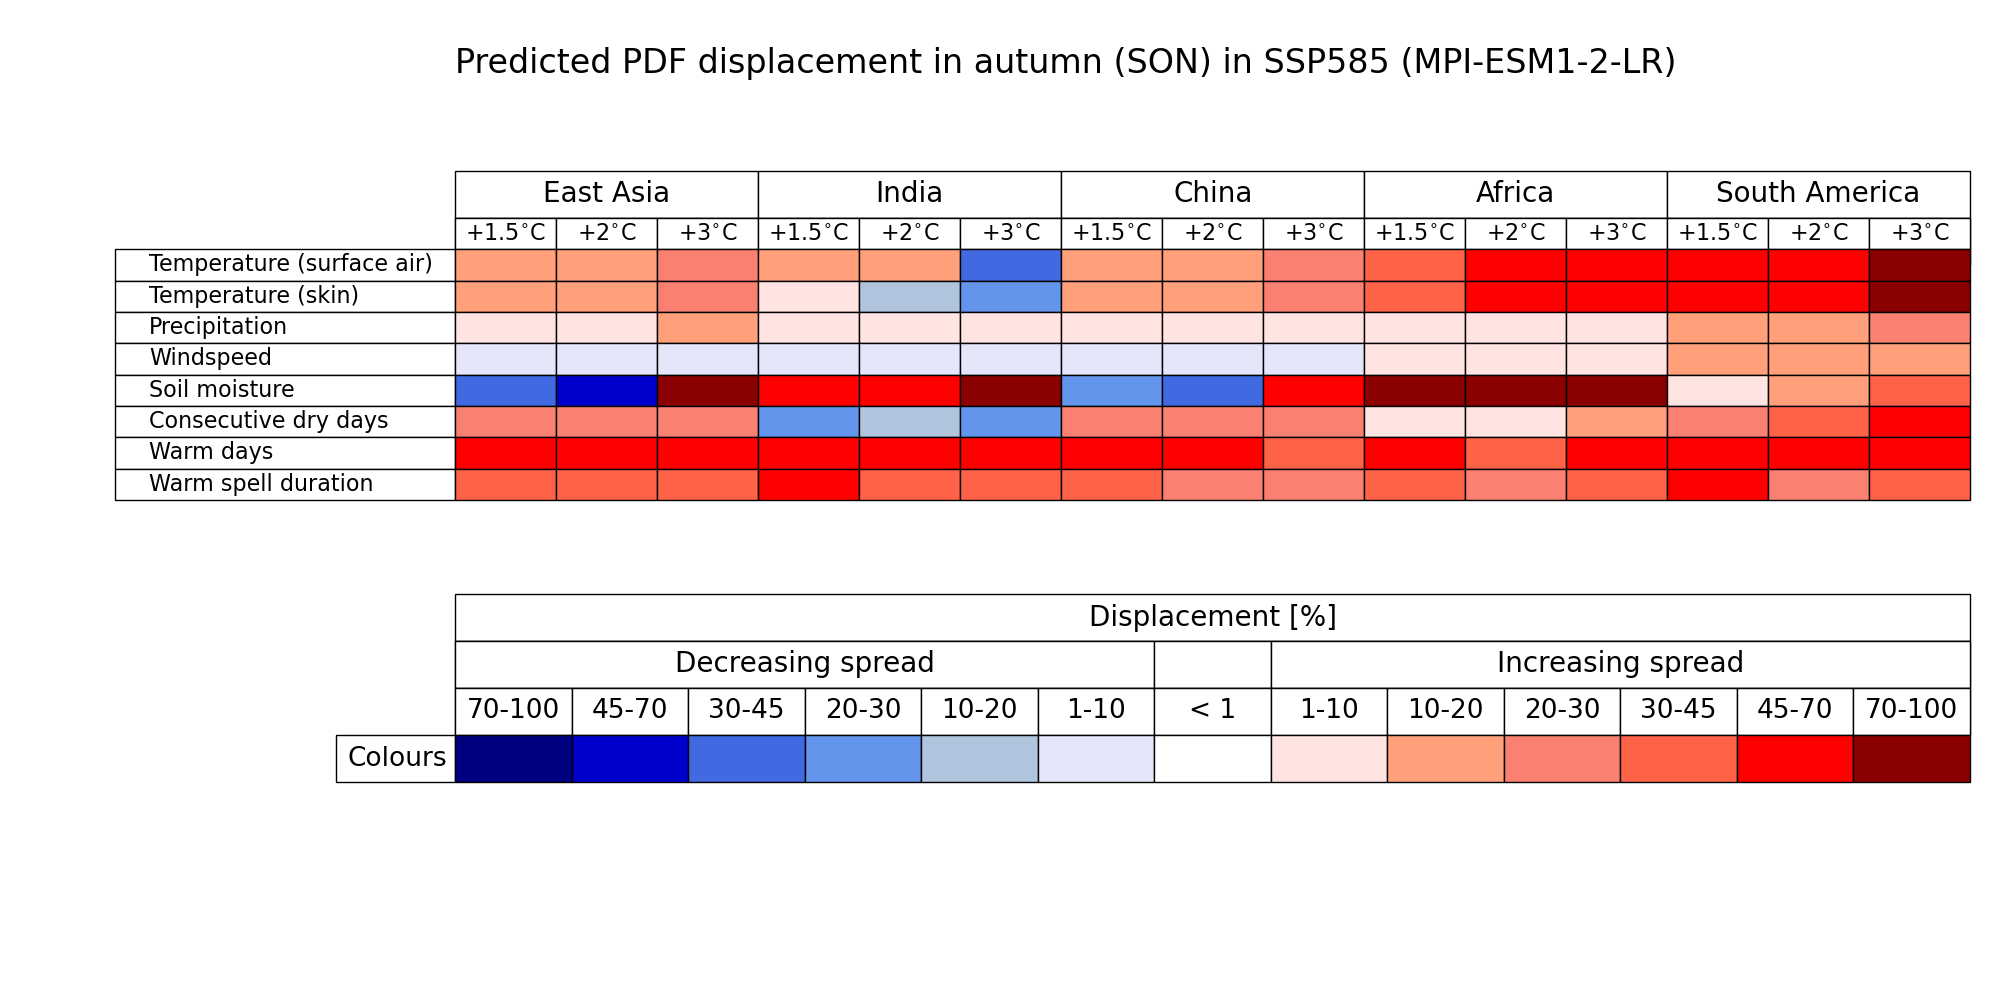 Predicted PDF displacement in autumn (SON) in SSP585 (MPI-ESM1-2-LR)
East Asia India China Africa South America
+1.5°C +2°C +3°C +1.5°C +2°C +3°C +1.5°C +2°C +3°C +1.5°C +2°C +3°C +1.5°C +2°C +3°C
Temperature (surface air)
Temperature (skin)
Precipitation
Windspeed
Soil moisture
Consecutive dry days
Warm days
Warm spell duration
Displacement [%]
Decreasing spread Increasing spread
70-100 45-70 30-45 20-30 10-20 1-10 < 1 1-10 10-20 20-30 30-45 45-70 70-100
Colours